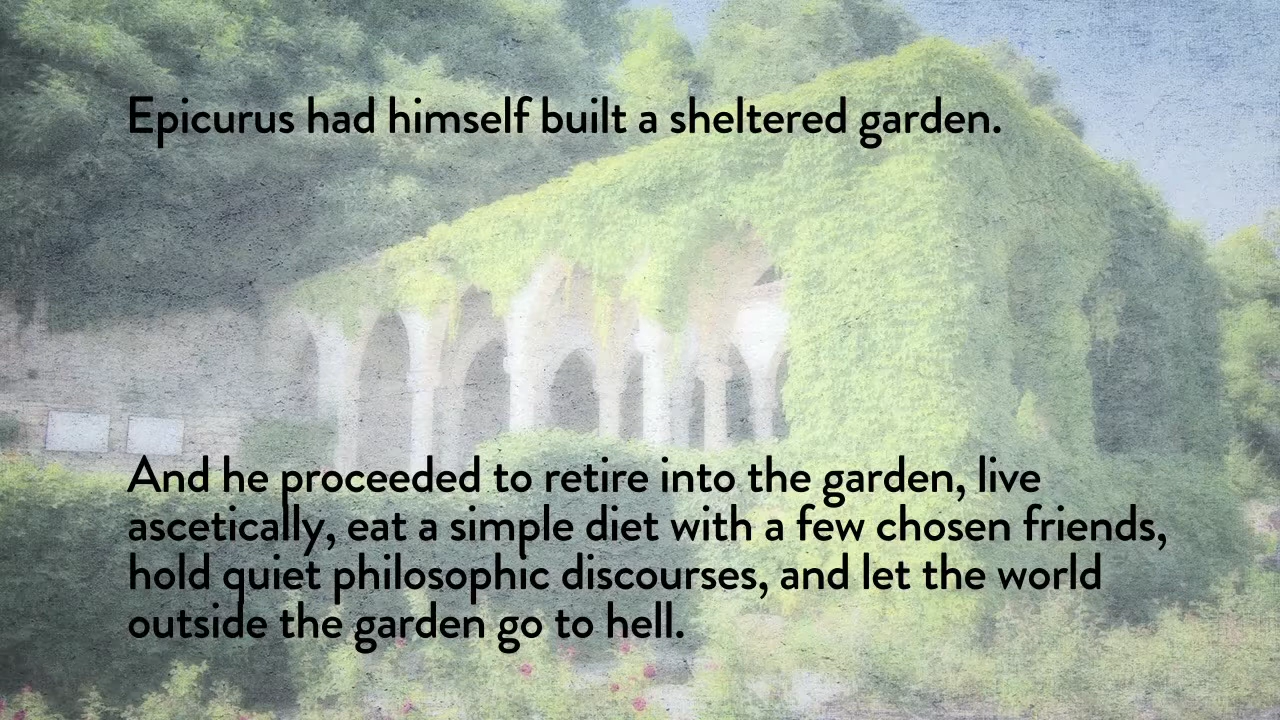 Epicurus had himself built a sheltered garden.
And he proceeded to retire into the garden, live
ascetically, eat a simple diet with a few chosen friends,
hold quiet philosophic discourses, and let the world
outside the garden go to hell.